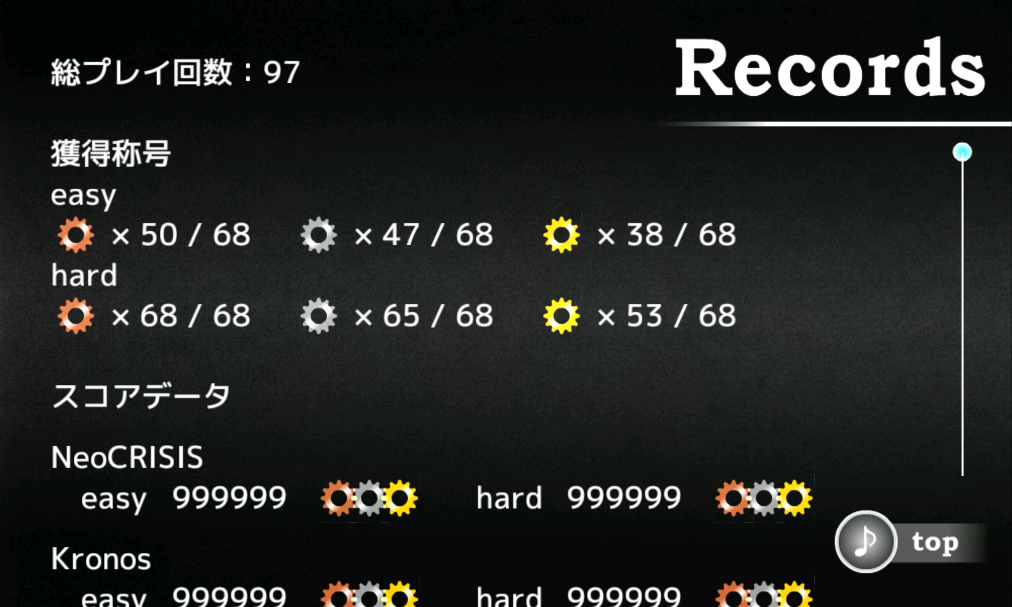 Records
総プレイ回数：97
獲得称号
easy
× 50 / 68 × 47 / 68 × 38 / 68
hard
× 68 / 68 × 65 / 68 × 53 / 68
スコアデータ
NeoCRISIS
easy 999999 hard 999999
top
Kronos
easy 999999 hard 999999